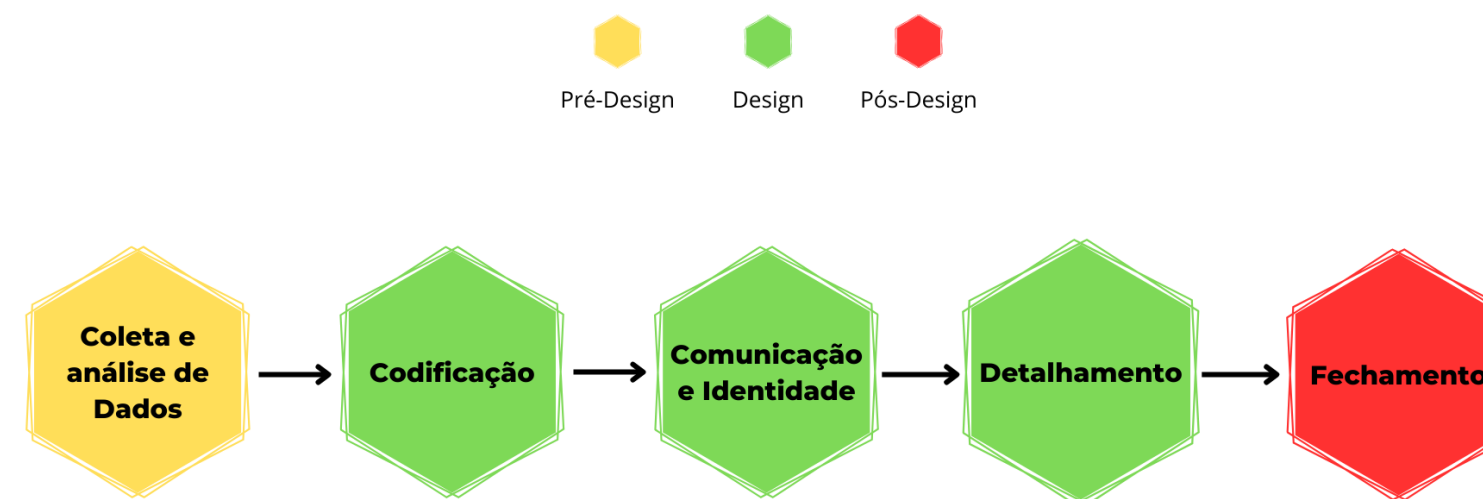 Pré-Design
Design
Pós-Design
Coleta e
análise de
Dados
Codificação
Comunicação
e Identidade
Detalhamento
Fechamento